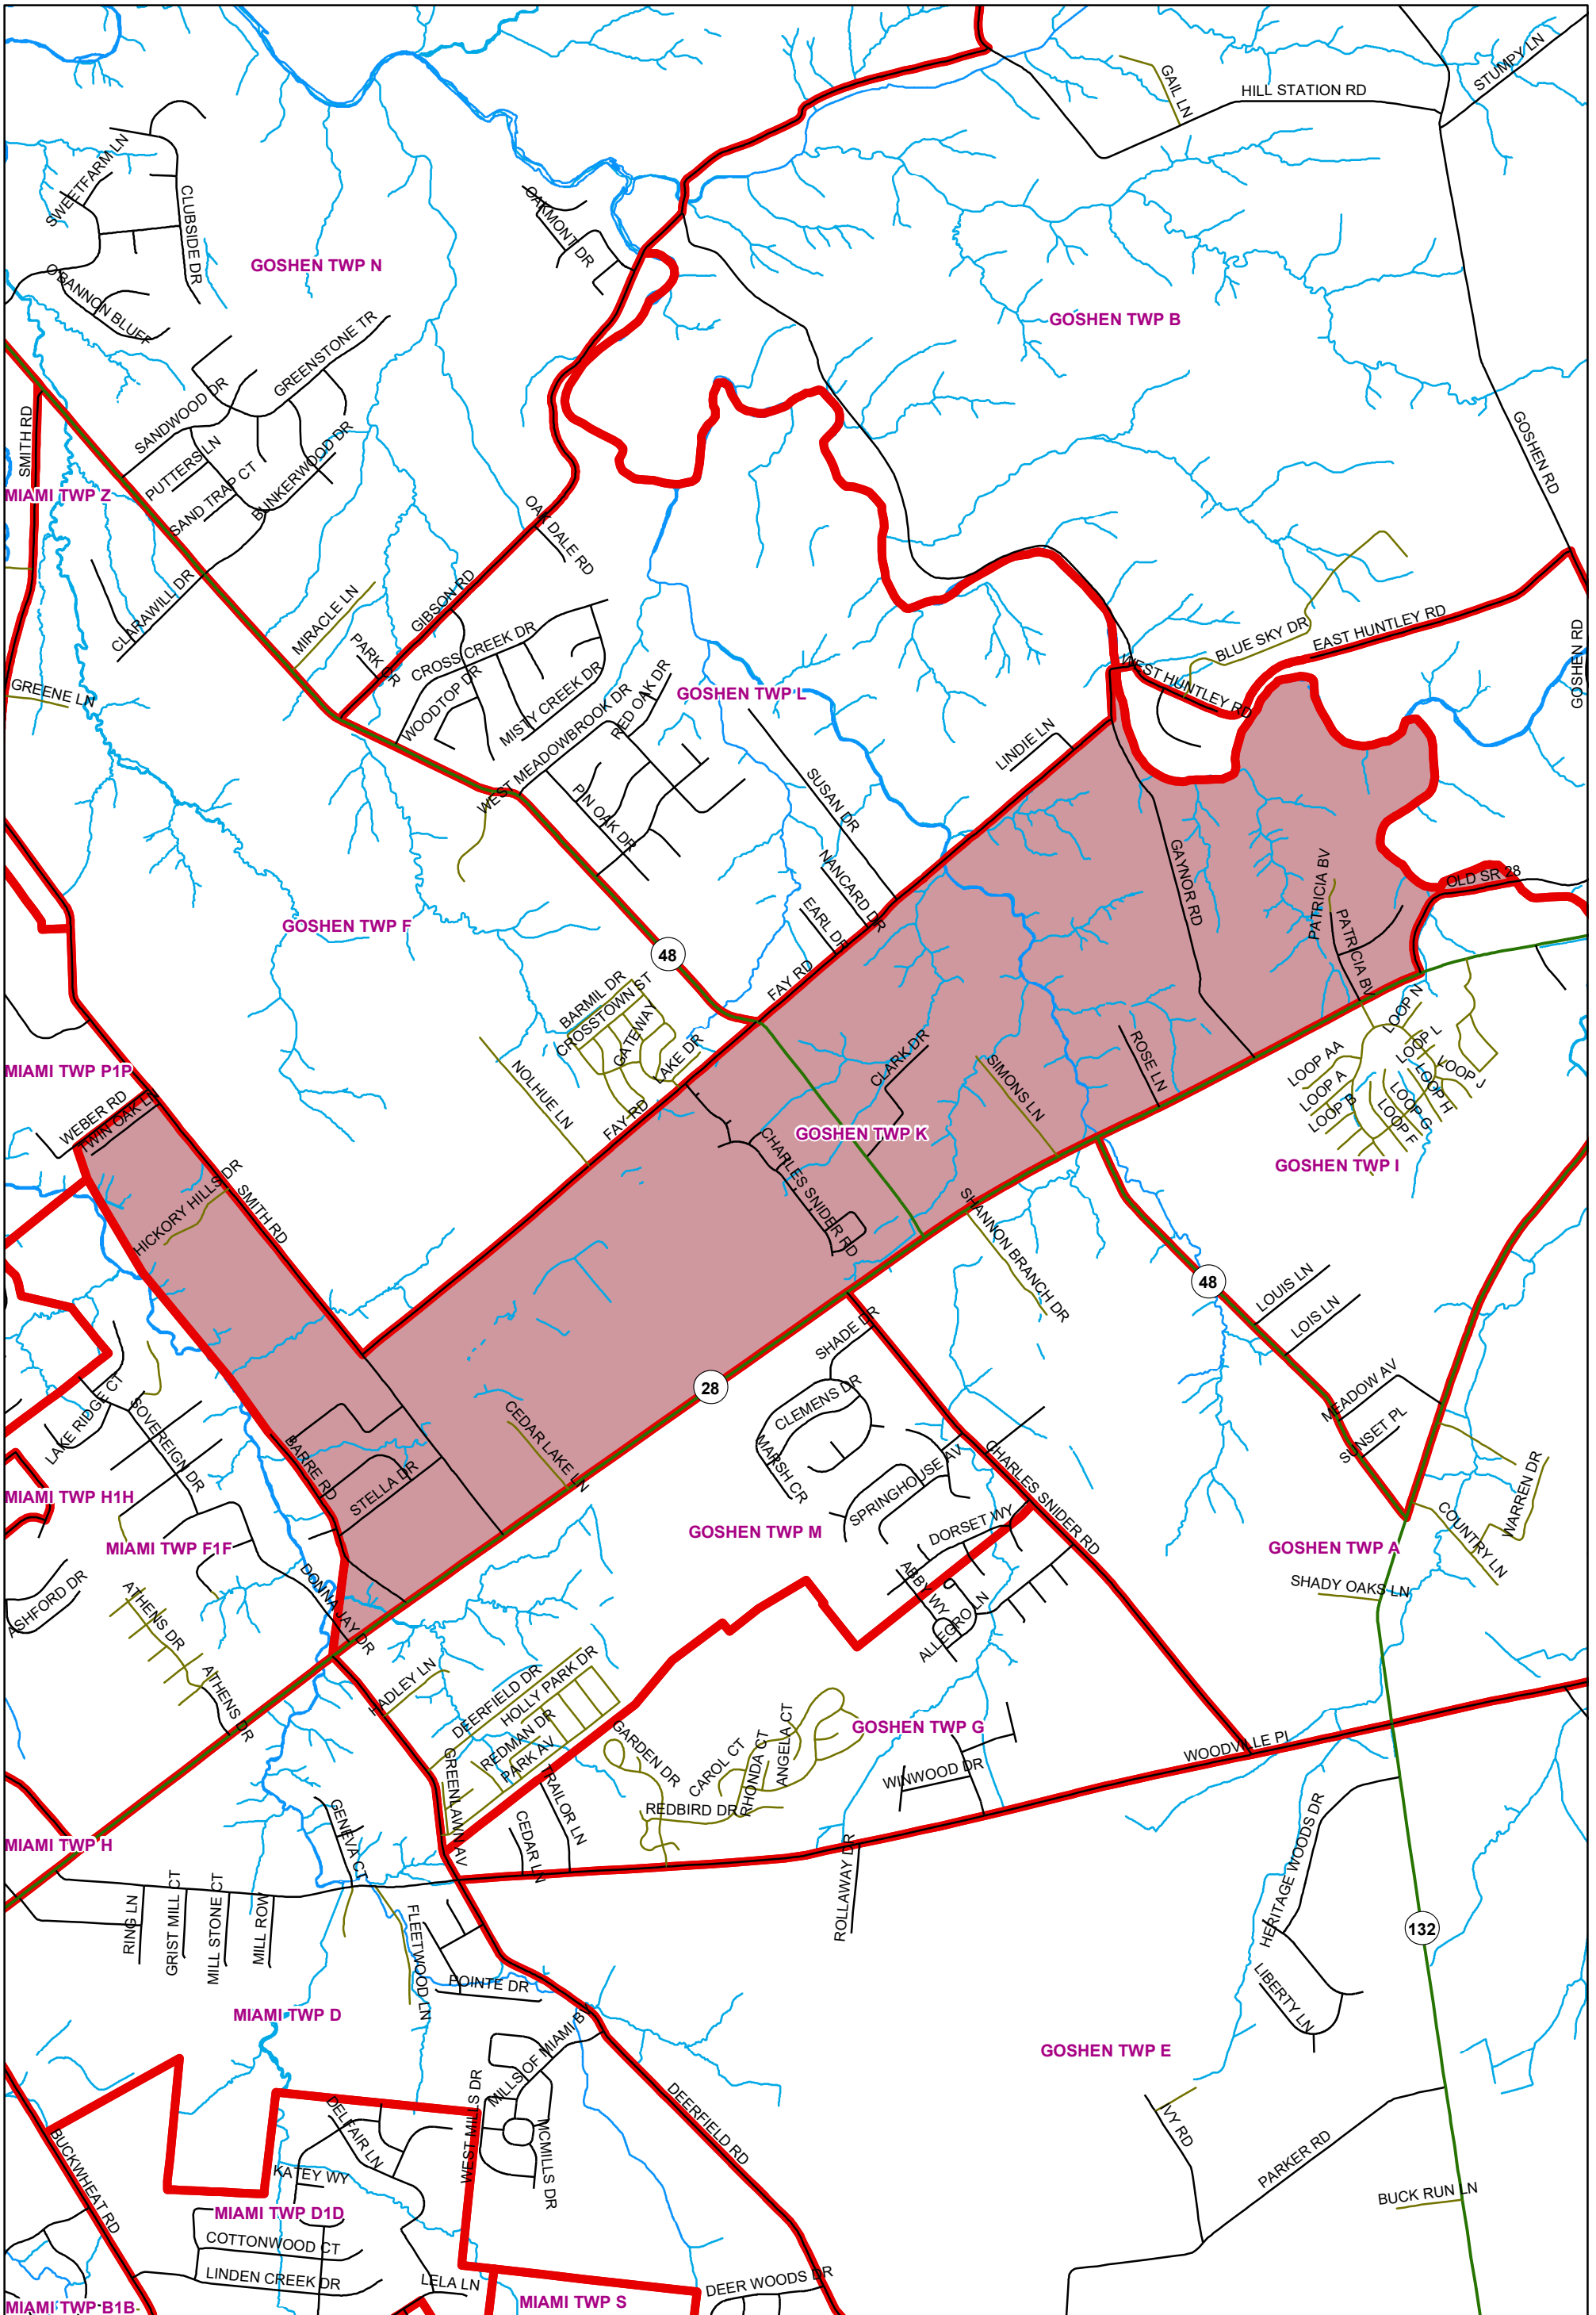 STUMPY LN
GAIL LN
HILL STATION RD
SWEETFARM LN
CLUBSIDE DR
OAKMONT DR
GOSHEN TWP N
O'BANNON BLUFF
GOSHEN TWP B
GREENSTONE TR
SANDWOOD DR
SMITH RD
PUTTERS LN
SAND TRAP CT
BUNKERWOOD DR
GOSHEN RD
MIAMI TWP Z
OAK DALE RD
CLARAWILL DR
MIRACLE LN
GIBSON RD
PARK CR
CROSS CREEK DR
BLUE SKY DR
EAST HUNTLEY RD
GOSHEN RD
GREENE LN
WOODTOP DR
MISTY CREEK DR
RED OAK DR
GOSHEN TWP L
WEST HUNTLEY RD
WEST MEADOWBROOK DR
LINDIE LN
PIN OAK DR
SUSAN DR
NANCARD DR
GAYNOR RD
PATRICIA BV
OLD SR 28
EARL DR
PATRICIA BV
GOSHEN TWP F
48
FAY RD
BARMIL DR
CROSSTOWN ST
GATEWAY
LAKE DR
NOLHUE LN
FAY RD
CLARK DR
SIMONS LN
ROSE LN
LOOP N
LOOP L
LOOP AA
LOOP J
LOOP A
LOOP H
LOOP B
LOOP G
LOOP F
MIAMI TWP P1P
WEBER RD
TWIN OAK LN
GOSHEN TWP K
CHARLES SNIDER RD
GOSHEN TWP I
HICKORY HILLS DR
SMITH RD
SHANNON BRANCH DR
48
LOUIS LN
LOIS LN
SHADE DR
28
LAKE RIDGE CT
SOVEREIGN DR
CLEMENS DR
MEADOW AV
SUNSET PL
BARRE RD
STELLA DR
CEDAR LAKE LN
MARSH CR
SPRINGHOUSE AV
CHARLES SNIDER RD
WARREN DR
MIAMI TWP H1H
GOSHEN TWP M
DORSET WY
COUNTRY LN
MIAMI TWP F1F
GOSHEN TWP A
ASHFORD DR
ATHENS DR
DONNA JAY DR
ABBY WY
ALLEGRO LN
SHADY OAKS LN
ATHENS DR
HADLEY LN
DEERFIELD DR
HOLLY PARK DR
REDMAN DR
PARK AV
GREENLAWN AV
GARDEN DR
CAROL CT
RHONDA CT
ANGELA CT
GOSHEN TWP G
WOODVILLE PI
TRAILOR LN
WINWOOD DR
REDBIRD DR
CEDAR LN
GENEVA CT
MIAMI TWP H
ROLLAWAY DR
HERITAGE WOODS DR
RING LN
GRIST MILL CT
MILL STONE CT
MILL ROW
FLEETWOOD LN
132
POINTE DR
LIBERTY LN
MIAMI TWP D
MILLS OF MIAMI B
GOSHEN TWP E
WEST MILLS DR
DELFAIR LN
MCMILLS DR
DEERFIELD RD
IVY RD
PARKER RD
BUCKWHEAT RD
KATEY WY
BUCK RUN LN
MIAMI TWP D1D
COTTONWOOD CT
LINDEN CREEK DR
LELA LN
DEER WOODS DR
MIAMI TWP B1B
MIAMI TWP S